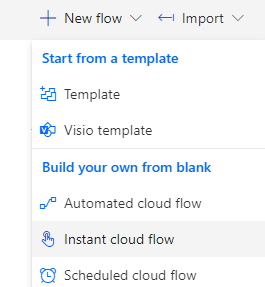 New flow Import
Start from a template
Template
Visio template
Build your own from blank
Automated cloud flow
Instant cloud flow
Scheduled cloud flow